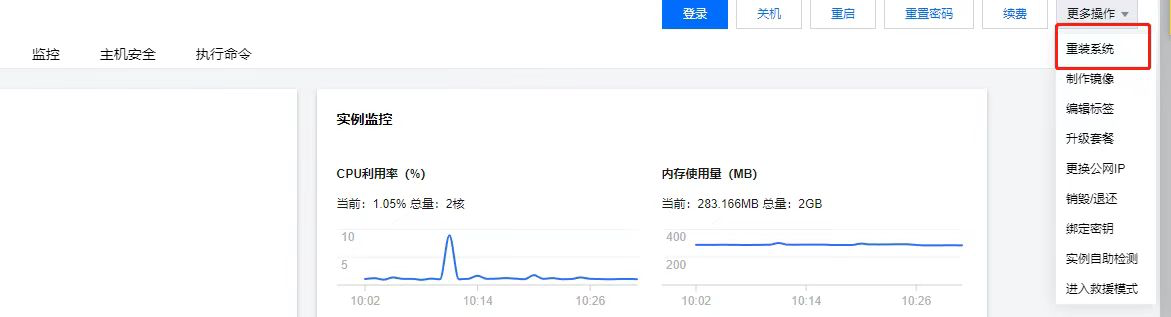 登录 关机 重启 重置密码 续费 更多操作
监控 主机安全 执行命令
重装系统
制作镜像
编辑标签
升级套餐
更换公网IP
销毁/退还
绑定密钥
实例自助检测
进入救援模式
实例监控
CPU利用率（%）
当前：1.05% 总量：2核
10
5
10:02 10:14 10:26
内存使用量（MB）
当前：283.166MB 总量：2GB
400
200
10:02 10:14 10:26